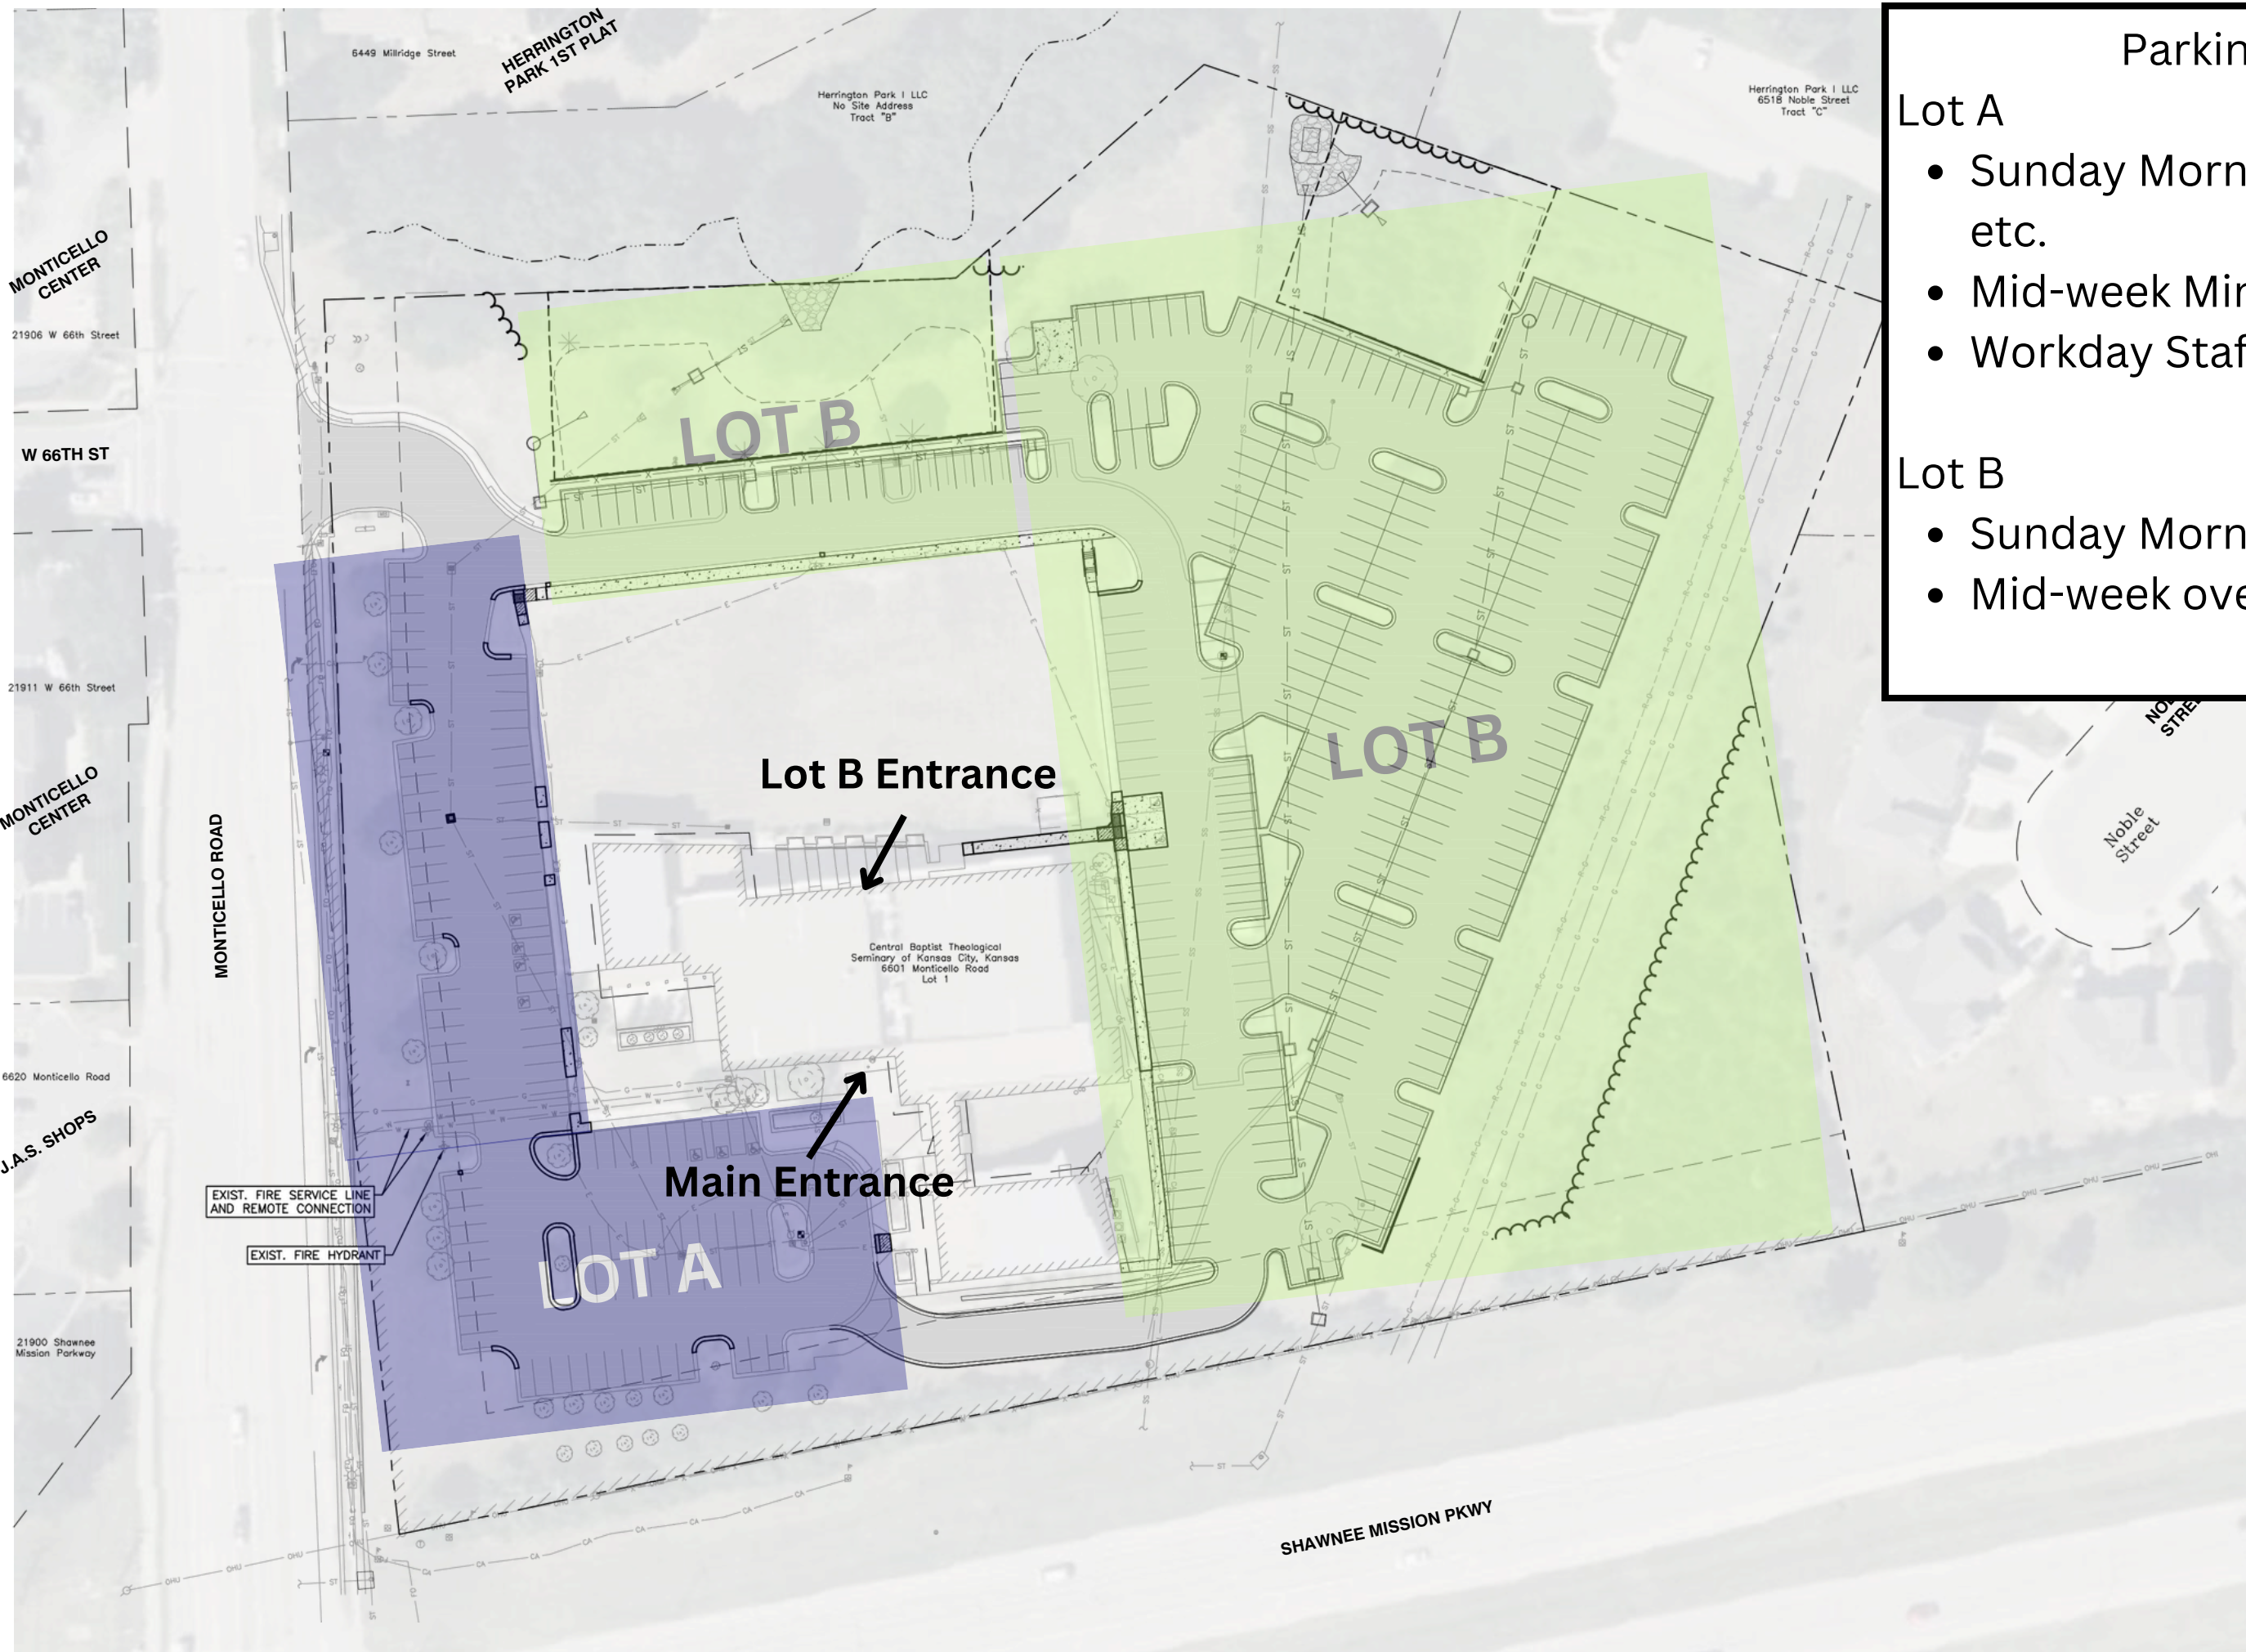 HERRINGTON
PARK 1ST PLAT
6449 Millridge Street
Herrington Park I LLC
No Site Address
Tract "B"
Herrington Park I LLC
6518 Noble Street
Tract "C"
Parkin
Lot A
• Sunday Morn
etc.
• Mid-week Min
• Workday Staf
Lot B
• Sunday Morn
• Mid-week ove
MONTICELLO
CENTER
21906 W 66th Street
W 66TH ST
21911 W 66th Street
MONTICELLO
CENTER
MONTICELLO ROAD
6620 Monticello Road
J.A.S. SHOPS
21900 Shawnee
Mission Parkway
LOT B
LOT B
Lot B Entrance
Central Baptist Theological
Seminary of Kansas City, Kansas
6601 Monticello Road
Lot 1
Main Entrance
LOT A
EXIST. FIRE SERVICE LINE
AND REMOTE CONNECTION
EXIST. FIRE HYDRANT
Noble
Street
SHAWNEE MISSION PKWY